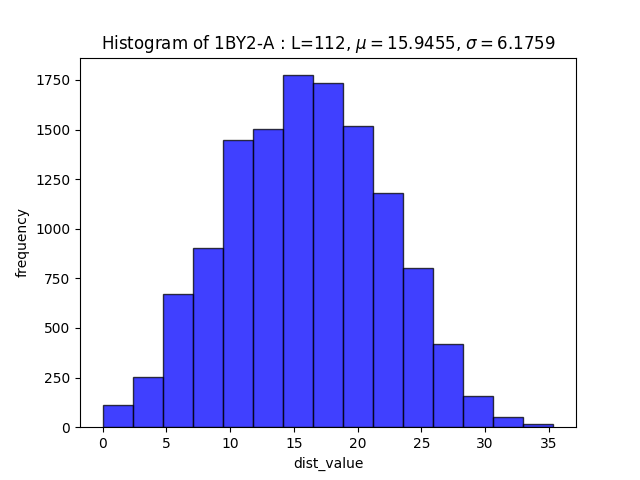 Histogram of 1BY2-A : L=112, μ = 15.9455, σ = 6.1759
1750
1500
1250
1000
750
500
250
0
frequency
0 5 10 15 20 25 30 35
dist_value